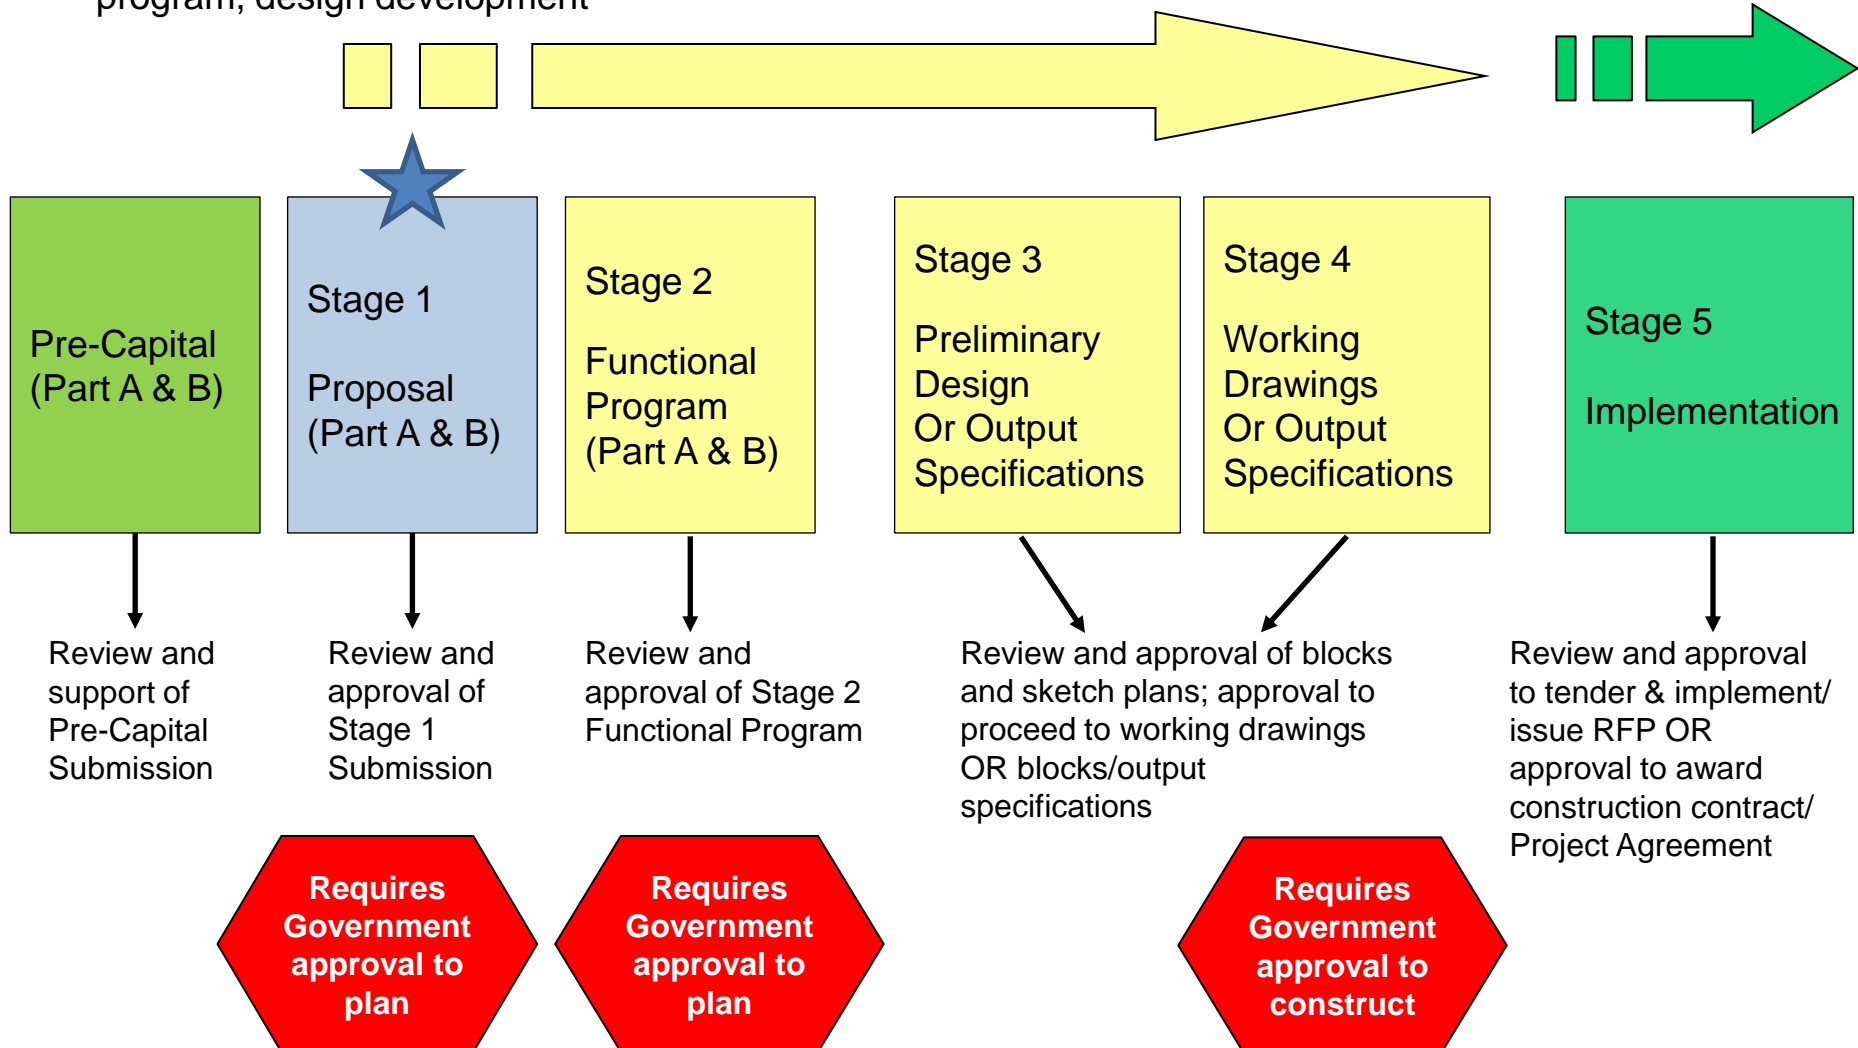 program, design development
Pre-Capital
(Part A & B)
Stage 1
Proposal
(Part A & B)
Stage 2
Functional
Program
(Part A & B)
Stage 3
Preliminary
Design
Or Output
Specifications
Stage 4
Working
Drawings
Or Output
Specifications
Stage 5
Implementation
Review and
support of
Pre-Capital
Submission
Review and
approval of
Stage 1
Submission
Review and
approval of Stage 2
Functional Program
Review and approval of blocks
and sketch plans; approval to
proceed to working drawings
OR blocks/output
specifications
Review and approval
to tender & implement/
issue RFP OR
approval to award
construction contract/
Project Agreement
Requires
Government
approval to
plan
Requires
Government
approval to
plan
Requires
Government
approval to
construct